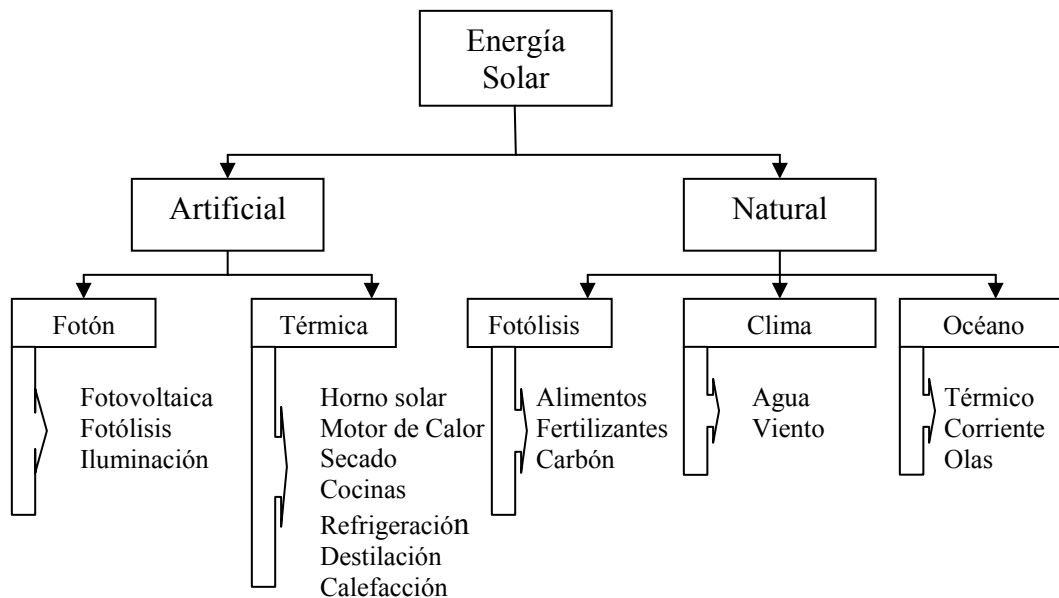 Energía
Solar
Artificial
Natural
Fotón
Térmica
Fotólisis
Clima
Océano
Fotovoltaica
Fotólisis
Iluminación
Horno solar
Motor de Calor
Secado
Cocinas
Refrigeración
Destilación
Calefacción
Alimentos
Fertilizantes
Carbón
Agua
Viento
Térmico
Corriente
Olas